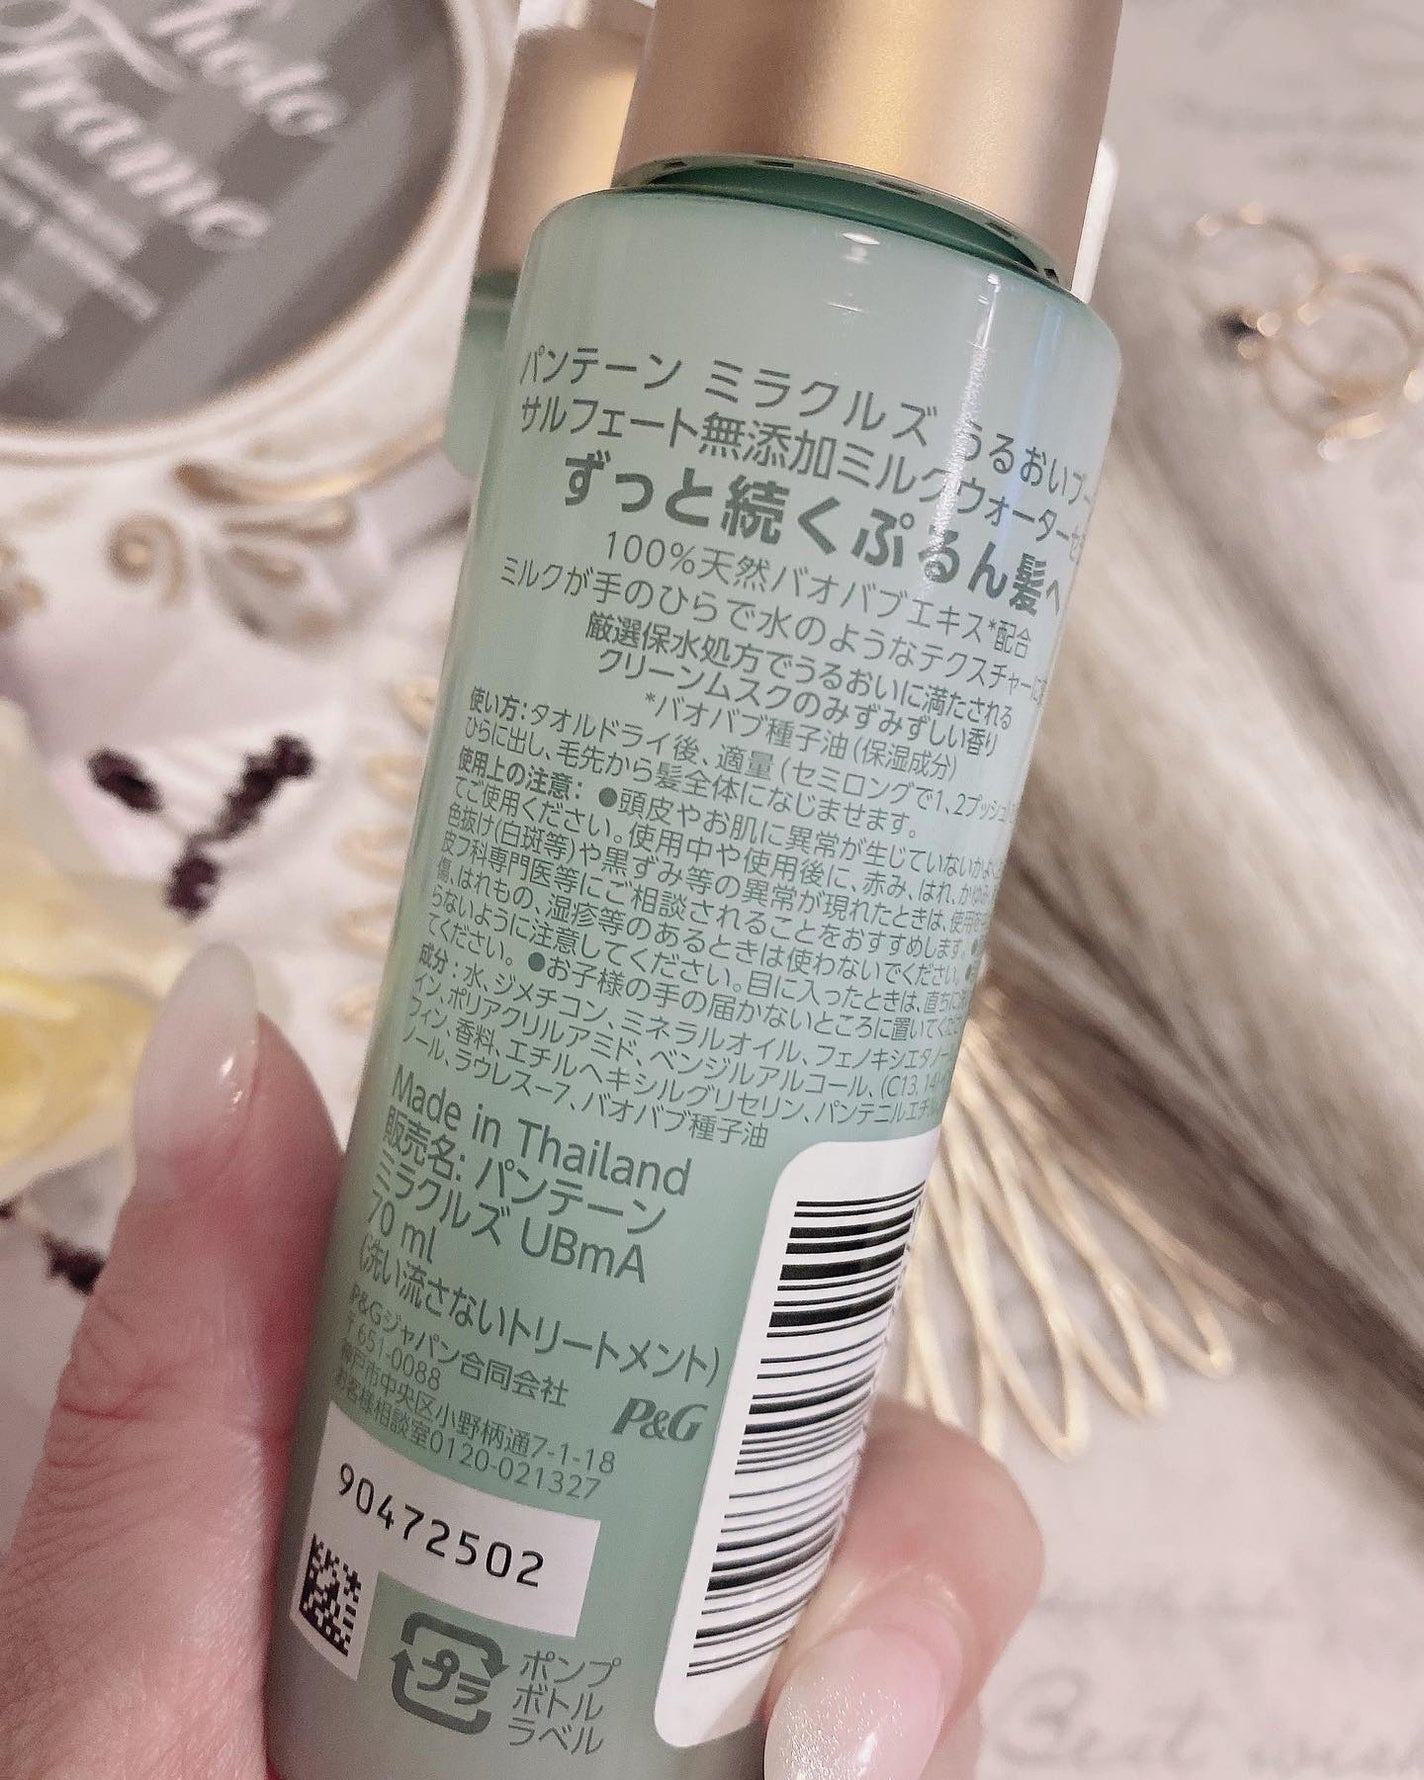 Photo
Frame
パンテーン ミラクルズ うるおいブー
サルフェート無添加ミルクウォーターセ
ずっと続くぷるん髪へ
100%天然バオバブエキス*配合
ミルクが手のひらで水のようなテクスチャーに
厳選保水処方でうるおいに満たされる
クリーンムスクのみずみずしい香り
*バオバブ種子油(保湿成分)
使い方:タオルドライ後、適量(セミロングで1、2プッシュ)
ひらに出し、毛先から髪全体になじませます。
使用上の注意: ●頭皮やお肌に異常が生じていないかよく
てご使用ください。使用中や使用後に、赤み、はれ、かゆみ
色抜け(白斑等)や黒ずみ等の異常が現れたときは、使用を
皮フ科専門医等にご相談されることをおすすめします。●
傷、はれもの、湿疹等のあるときは使わないでください。●
らないように注意してください。目に入ったときは、直ちに
てください。 ●お子様の手の届かないところに置いてくだ
成分:水、ジメチコン、ミネラルオイル、フェノキシエタノール
イン、ポリアクリルアミド、ベンジルアルコール、(C13,14)
フィン、香料、エチルヘキシルグリセリン、パンテニルエチ
ノール、ラウレス-7、バオバブ種子油
Made in Thailand
販売名: パンテーン
ミラクルズ UBmA
70 ml
(洗い流さないトリートメント)
P&Gジャパン合同会社
〒651-0088
神戸市中央区小野柄通7-1-18
お客様相談室0120-021327
P&G
90472502
プラ
ポンプ
ボトル
ラベル